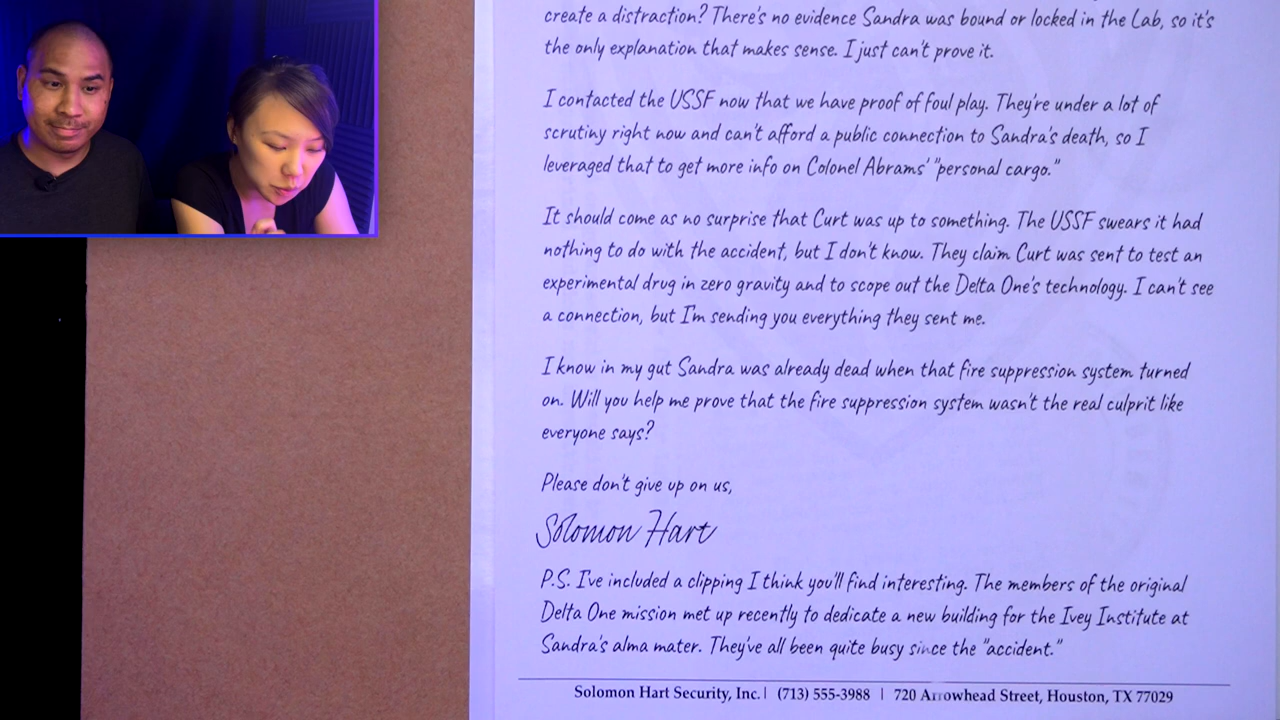 create a distraction? There's no evidence Sandra was bound or locked in the Lab, so it's
the only explanation that makes sense. I just can't prove it.
I contacted the USSF now that we have proof of foul play. They're under a lot of
scrutiny right now and can't afford a public connection to Sandra's death, so I
leveraged that to get more info on Colonel Abrams' "personal cargo."
It should come as no surprise that Curt was up to something. The USSF swears it had
nothing to do with the accident, but I don't know. They claim Curt was sent to test an
experimental drug in zero gravity and to scope out the Delta One's technology. I can't see
a connection, but I'm sending you everything they sent me.
I know in my gut Sandra was already dead when that fire suppression system turned
on. Will you help me prove that the fire suppression system wasn't the real culprit like
everyone says?
Please don't give up on us,
Solomon Hart
P.S. I've included a clipping I think you'll find interesting. The members of the original
Delta One mission met up recently to dedicate a new building for the Ivey Institute at
Sandra's alma mater. They've all been quite busy since the "accident."
Solomon Hart Security, Inc. | (713) 555-3988 | 720 Arrowhead Street, Houston, TX 77029